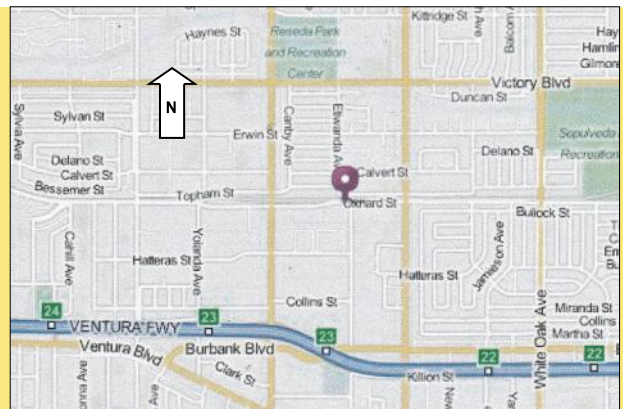 Haynes St
Reseda Park
and Recreation
Center
Kittridge St
Balcom
Hay
Hamlin
Gilmore
Victory Blvd
Duncan St
Sylvia Ave
N
Sylvan St
Erwin St
Canby Ave
Etiwanda Av
Sepulveda
Recreation
Delano St
Delano St
Calvert St
Calvert St
Bessemer St
Topham St
Oxnard St
Bullock St
Cahill Ave
Yolanda Ave
Hatteras St
Hatteras St
Jamieson Ave
White Oak Ave
Collins St
Miranda St
Collins
Martha St
24
23
VENTURA FWY
23
22
22
Ventura Blvd
Burbank Blvd
Clark St
Killion St
onna Ave
Ave